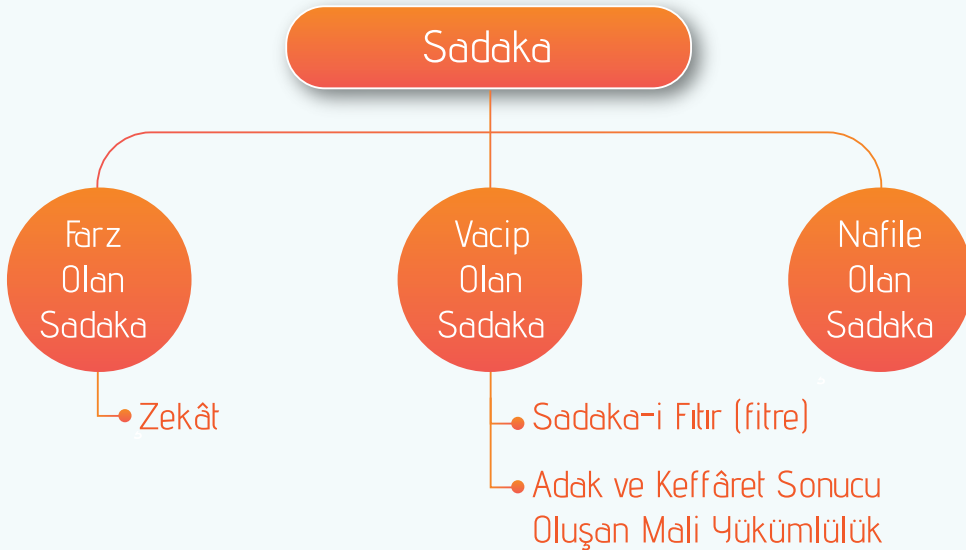 Sadaka
Farz
Olan
Sadaka
Vacip
Olan
Sadaka
Nafile
Olan
Sadaka
Zekât
Sadaka-i Fıtır (fitre)
Adak ve Keffâret Sonucu
Oluşan Mali Yükümlülük